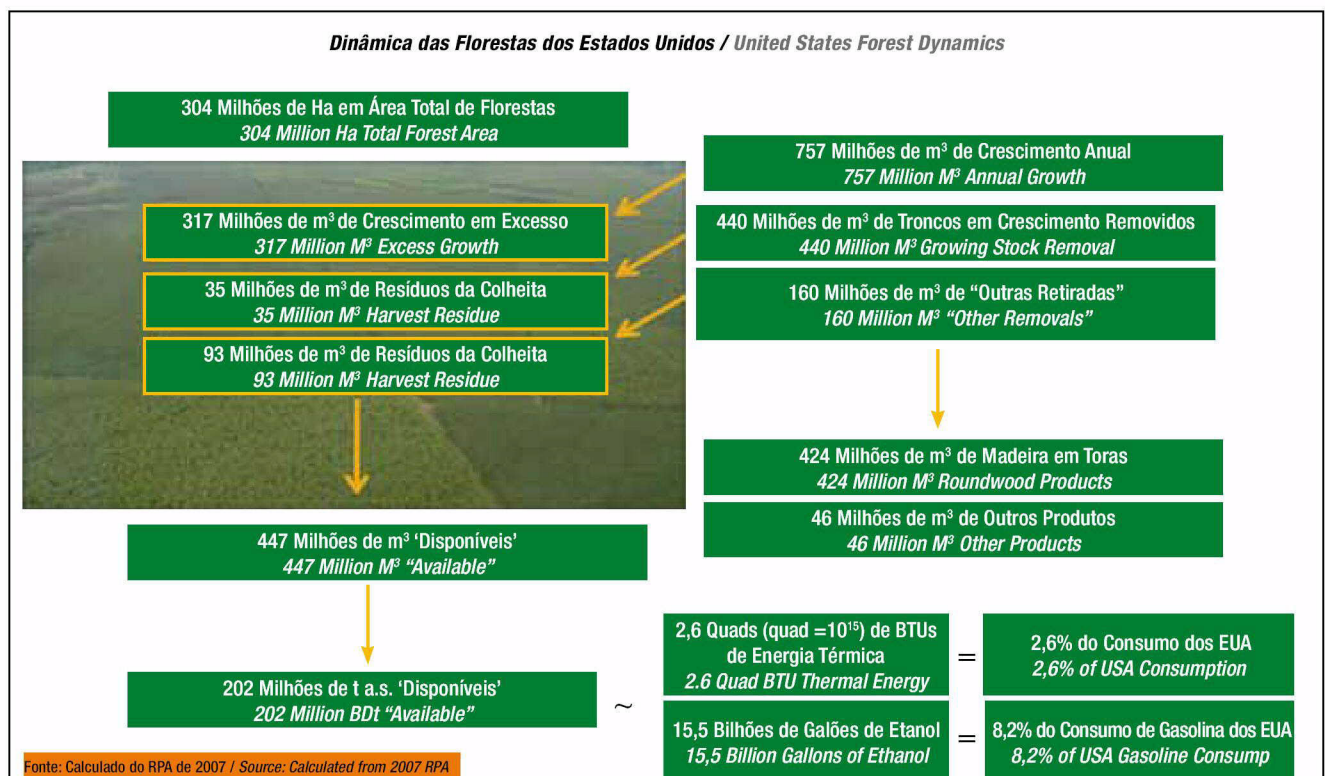 Dinâmica das Florestas dos Estados Unidos / United States Forest Dynamics
304 Milhões de Ha em Área Total de Florestas
304 Million Ha Total Forest Area
757 Milhões de m³ de Crescimento Anual
757 Million M³ Annual Growth
317 Milhões de m³ de Crescimento em Excesso
317 Million M³ Excess Growth
440 Milhões de m³ de Troncos em Crescimento Removidos
440 Million M³ Growing Stock Removal
35 Milhões de m³ de Resíduos da Colheita
35 Million M³ Harvest Residue
160 Milhões de m³ de “Outras Retiradas”
160 Million M³ “Other Removals”
93 Milhões de m³ de Resíduos da Colheita
93 Million M³ Harvest Residue
424 Milhões de m³ de Madeira em Toras
424 Million M³ Roundwood Products
46 Milhões de m³ de Outros Produtos
46 Million M³ Other Products
447 Milhões de m³ ‘Disponíveis’
447 Million M³ “Available”
202 Milhões de t a.s. ‘Disponíveis’
202 Million BDt “Available”
~
2,6 Quads (quad =10¹⁵) de BTUs
de Energia Térmica
2.6 Quad BTU Thermal Energy
=
2,6% do Consumo dos EUA
2,6% of USA Consumption
15,5 Bilhões de Galões de Etanol
15,5 Billion Gallons of Ethanol
=
8,2% do Consumo de Gasolina dos EUA
8,2% of USA Gasoline Consump
Fonte: Calculado do RPA de 2007 / Source: Calculated from 2007 RPA